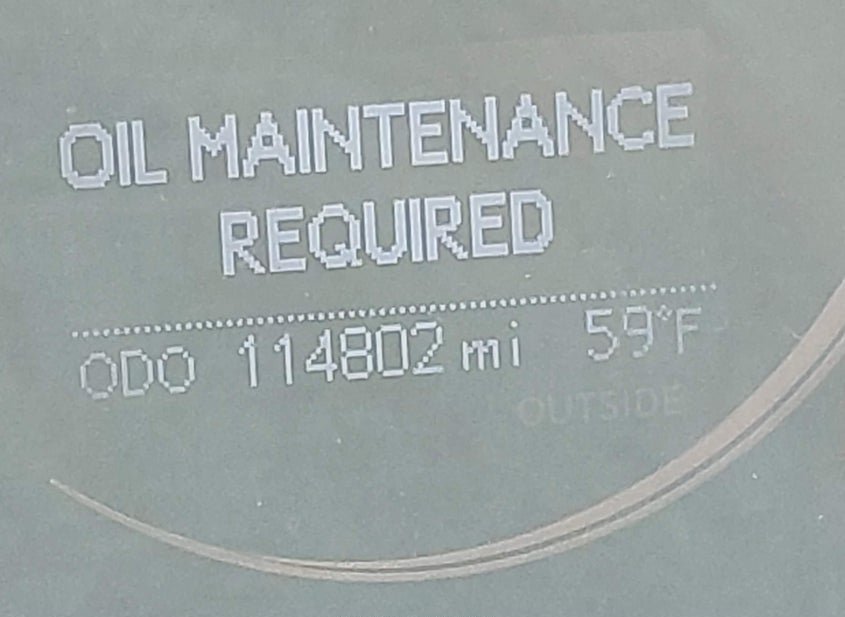 OIL MAINTENANCE
REQUIRED
ODO 114802 mi 59°F
OUTSIDE